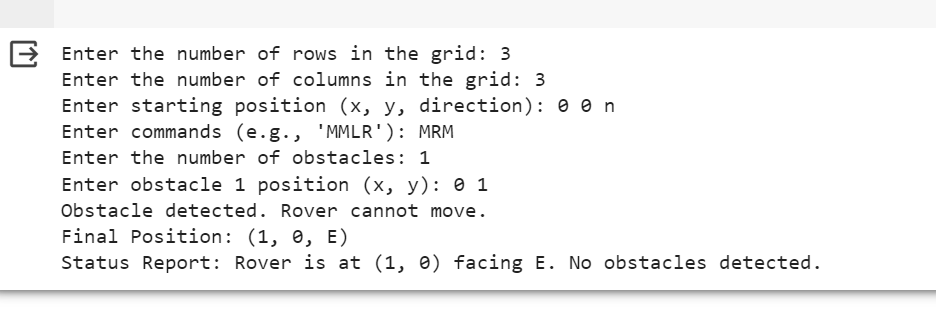 Enter the number of rows in the grid: 3
Enter the number of columns in the grid: 3
Enter starting position (x, y, direction): 0 0 n
Enter commands (e.g., 'MMLR'): MRM
Enter the number of obstacles: 1
Enter obstacle 1 position (x, y): 0 1
Obstacle detected. Rover cannot move.
Final Position: (1, 0, E)
Status Report: Rover is at (1, 0) facing E. No obstacles detected.